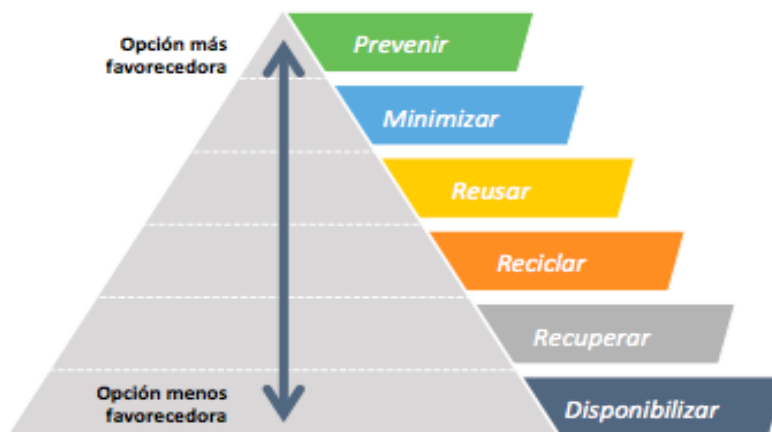 Opción más
favorecedora
Prevenir
Minimizar
Reusar
Reciclar
Recuperar
Opción menos
favorecedora
Disponibilizar